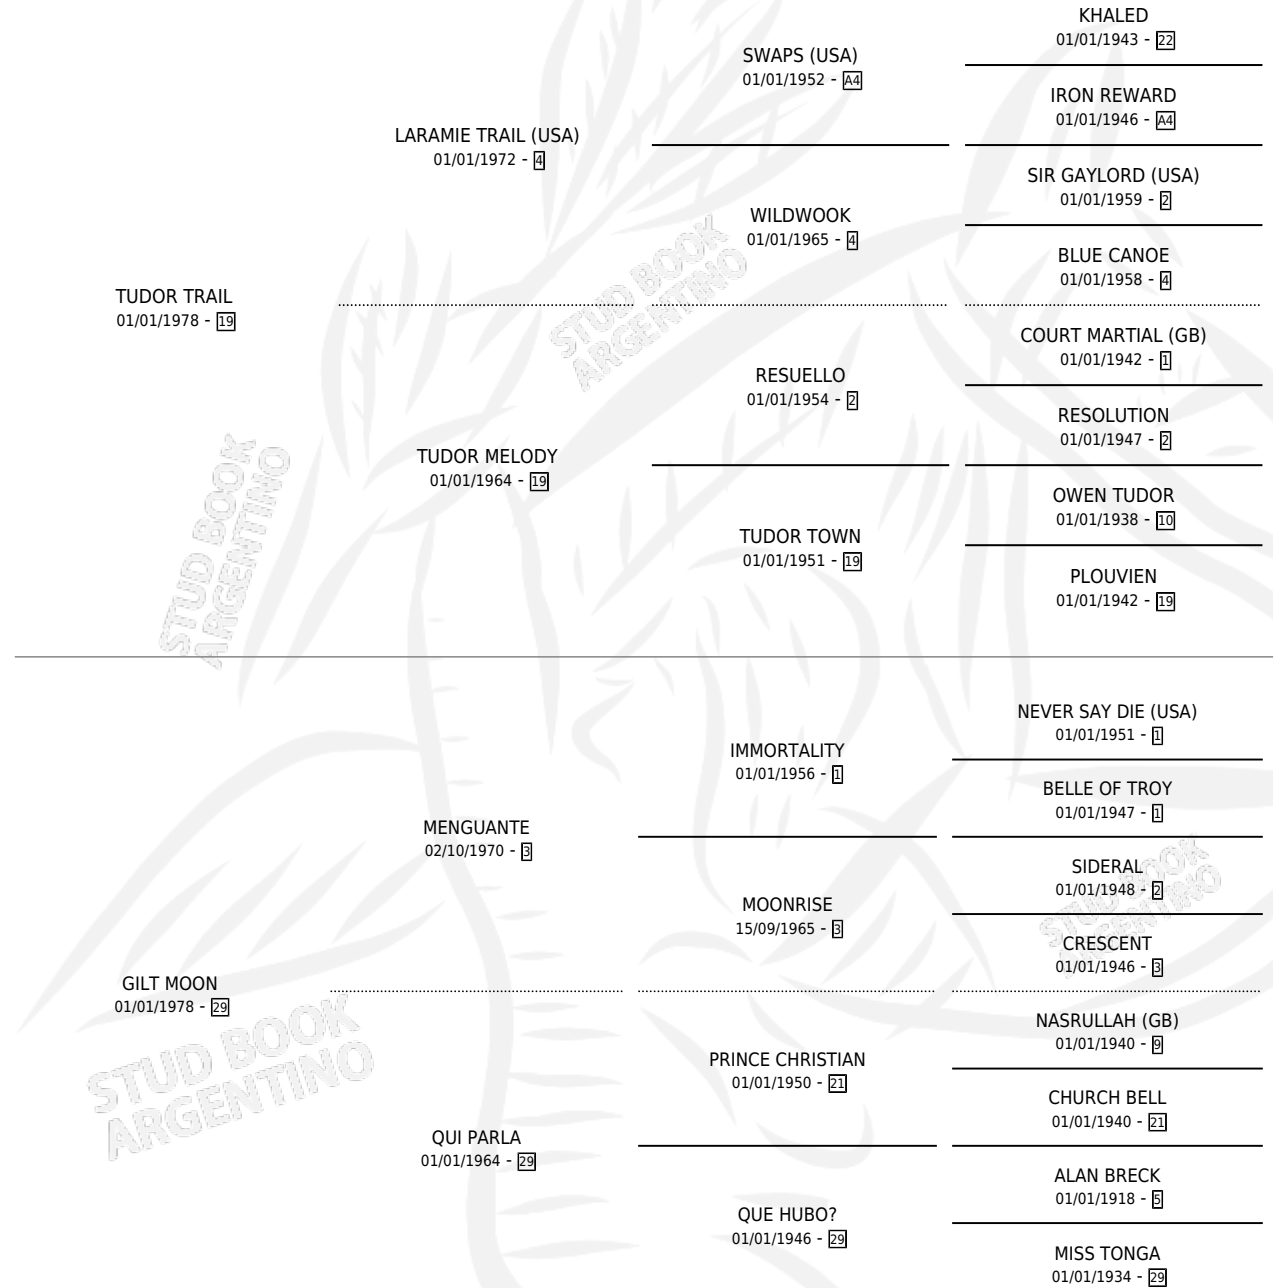 KHALED
01/01/1943 - 22
SWAPS (USA)
01/01/1952 - A4
IRON REWARD
01/01/1946 - A4
LARAMIE TRAIL (USA)
01/01/1972 - 4
SIR GAYLORD (USA)
01/01/1959 - 2
WILDWOOK
01/01/1965 - 4
BLUE CANOE
01/01/1958 - 4
TUDOR TRAIL
01/01/1978 - 19
STUD BOOK
ARGENTINO
COURT MARTIAL (GB)
01/01/1942 - 1
RESUELLO
01/01/1954 - 2
RESOLUTION
01/01/1947 - 2
TUDOR MELODY
01/01/1964 - 19
OWEN TUDOR
01/01/1938 - 10
TUDOR TOWN
01/01/1951 - 19
PLOUVIEN
01/01/1942 - 19
STUD BOOK
ARGENTINO
NEVER SAY DIE (USA)
01/01/1951 - 1
IMMORTALITY
01/01/1956 - 1
BELLE OF TROY
01/01/1947 - 1
MENGUANTE
02/10/1970 - 3
SIDERAL
01/01/1948 - 2
MOONRISE
15/09/1965 - 3
CRESCENT
01/01/1946 - 3
STUD BOOK
ARGENTINO
GILT MOON
01/01/1978 - 29
NASRULLAH (GB)
01/01/1940 - 9
PRINCE CHRISTIAN
01/01/1950 - 21
CHURCH BELL
01/01/1940 - 21
STUD BOOK
ARGENTINO
QUI PARLA
01/01/1964 - 29
ALAN BRECK
01/01/1918 - 5
QUE HUBO?
01/01/1946 - 29
MISS TONGA
01/01/1934 - 29